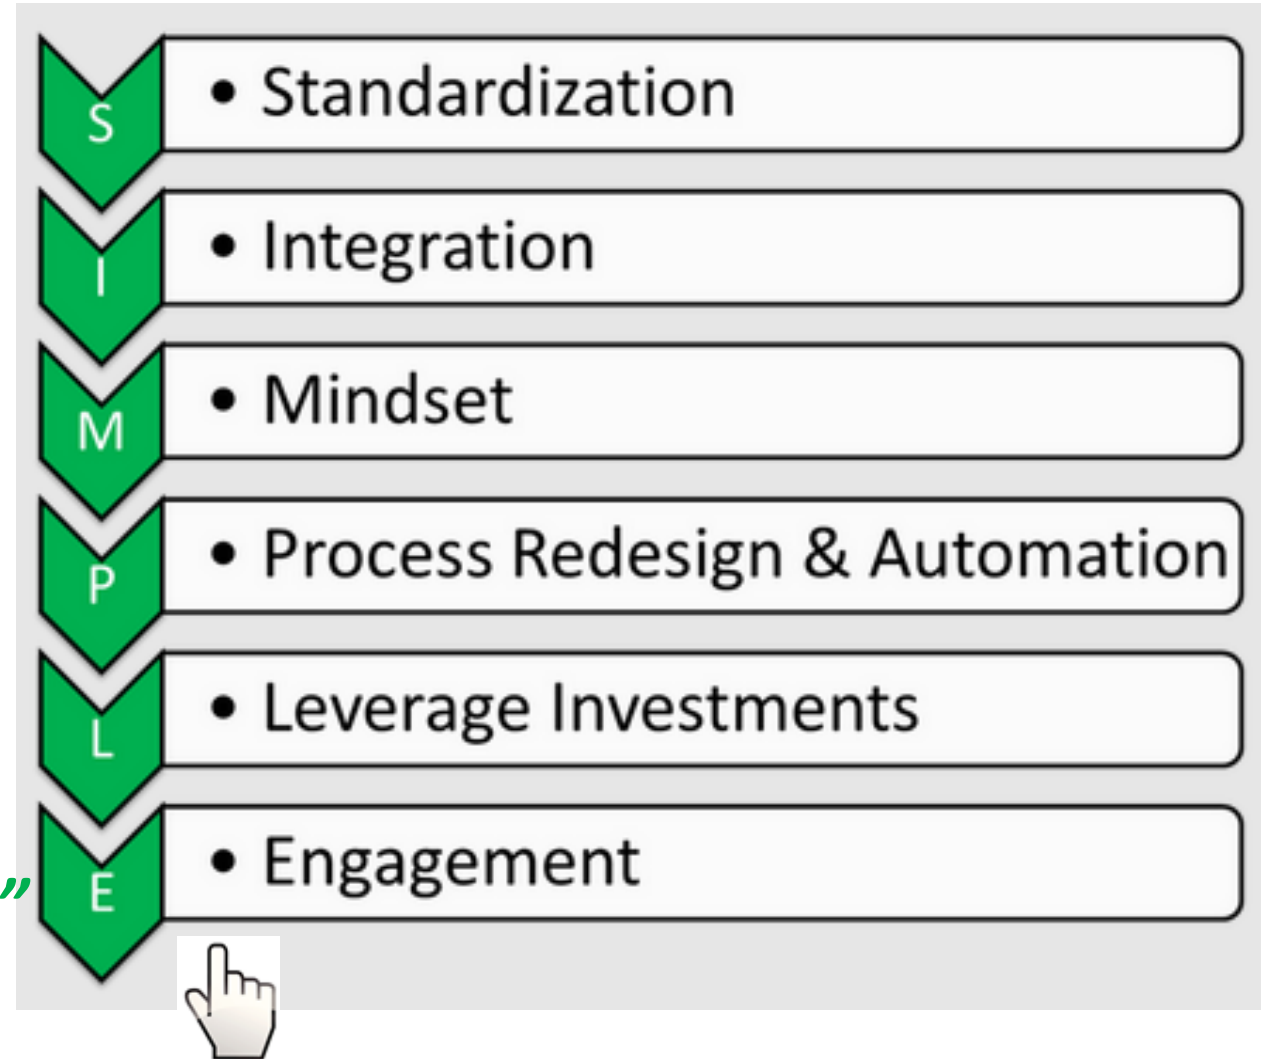 S • Standardization
I • Integration
M • Mindset
P • Process Redesign & Automation
L • Leverage Investments
” E • Engagement